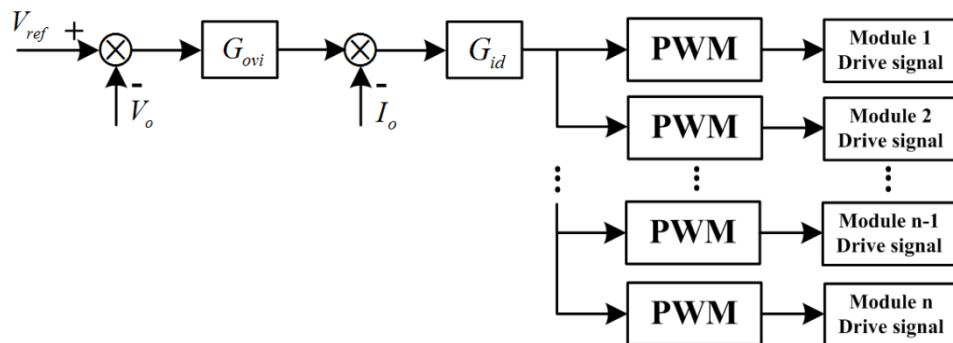 V_ref + G_ovi G_id PWM Module 1
Drive signal
- V_o - I_o
PWM Module 2
Drive signal
PWM Module n-1
Drive signal
PWM Module n
Drive signal